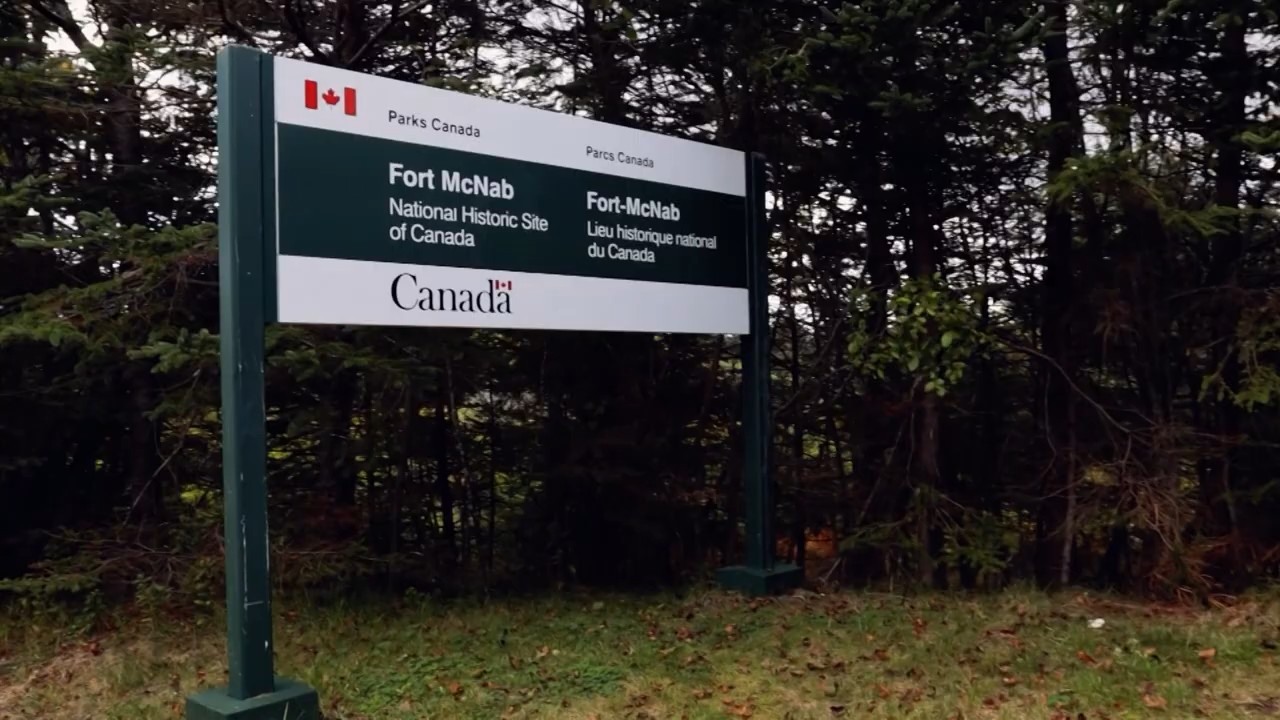 Parks Canada
Parcs Canada
Fort McNab
National Historic Site
of Canada
Fort-McNab
Lieu historique national
du Canada
Canada